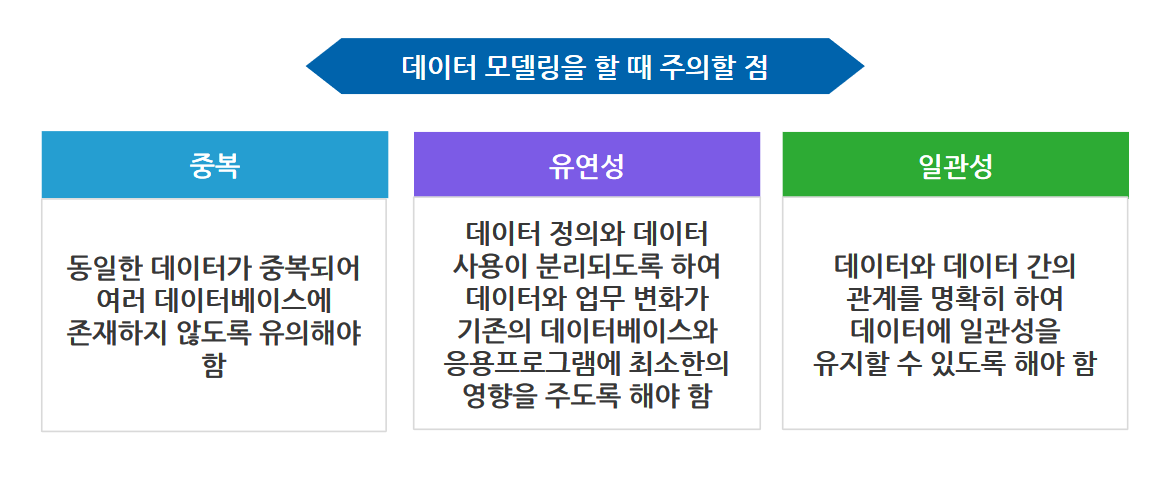 데이터 모델링을 할 때 주의할 점
중복
동일한 데이터가 중복되어
여러 데이터베이스에
존재하지 않도록 유의해야
함
유연성
데이터 정의와 데이터
사용이 분리되도록 하여
데이터와 업무 변화가
기존의 데이터베이스와
응용프로그램에 최소한의
영향을 주도록 해야 함
일관성
데이터와 데이터 간의
관계를 명확히 하여
데이터에 일관성을
유지할 수 있도록 해야 함